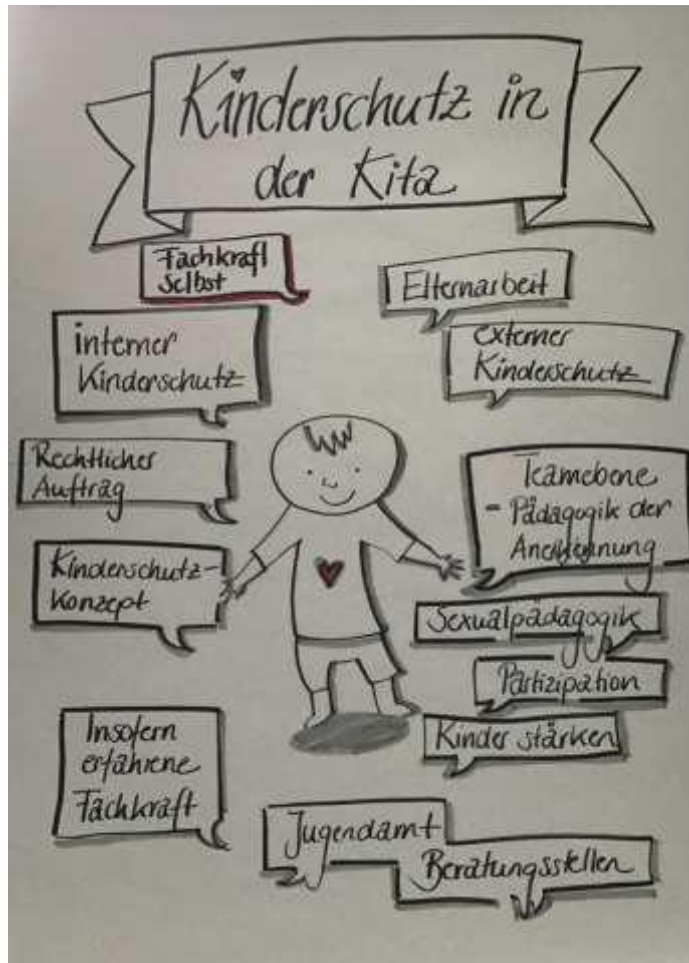 Kinderschutz in
der Kita
Fachkraft
selbst
Elternarbeit
interner
Kinderschutz
externer
Kinderschutz
Rechtlicher
Auftrag
Teamebene
- Pädagogik der
Anerkennung
Kinderschutz-
Konzept
Sexualpädagogik
Partizipation
Kinder stärken
Insofern
erfahrene
Fachkraft
Jugendamt
Beratungsstellen